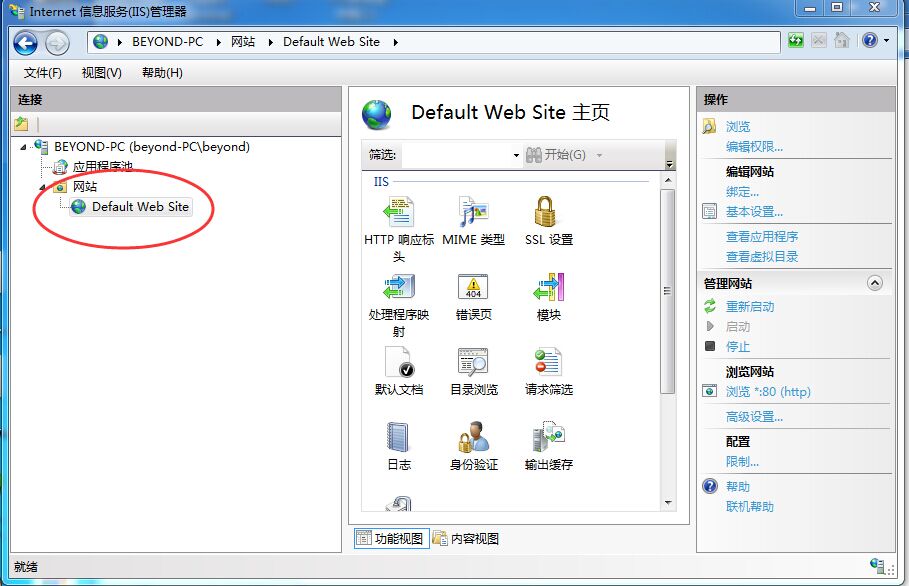 Internet 信息服务(IIS)管理器
BEYOND-PC
网站
Default Web Site
文件(F)
视图(V)
帮助(H)
连接
BEYOND-PC (beyond-PC\beyond)
应用程序池
网站
Default Web Site
Default Web Site 主页
筛选:
开始(G)
IIS
HTTP 响应标
头
MIME 类型
SSL 设置
处理程序映
射
404
错误页
模块
默认文档
目录浏览
请求筛选
日志
身份验证
输出缓存
功能视图
内容视图
操作
浏览
编辑权限...
编辑网站
绑定...
基本设置...
查看应用程序
查看虚拟目录
管理网站
重新启动
启动
停止
浏览网站
浏览 *:80 (http)
高级设置...
配置
限制...
帮助
联机帮助
就绪